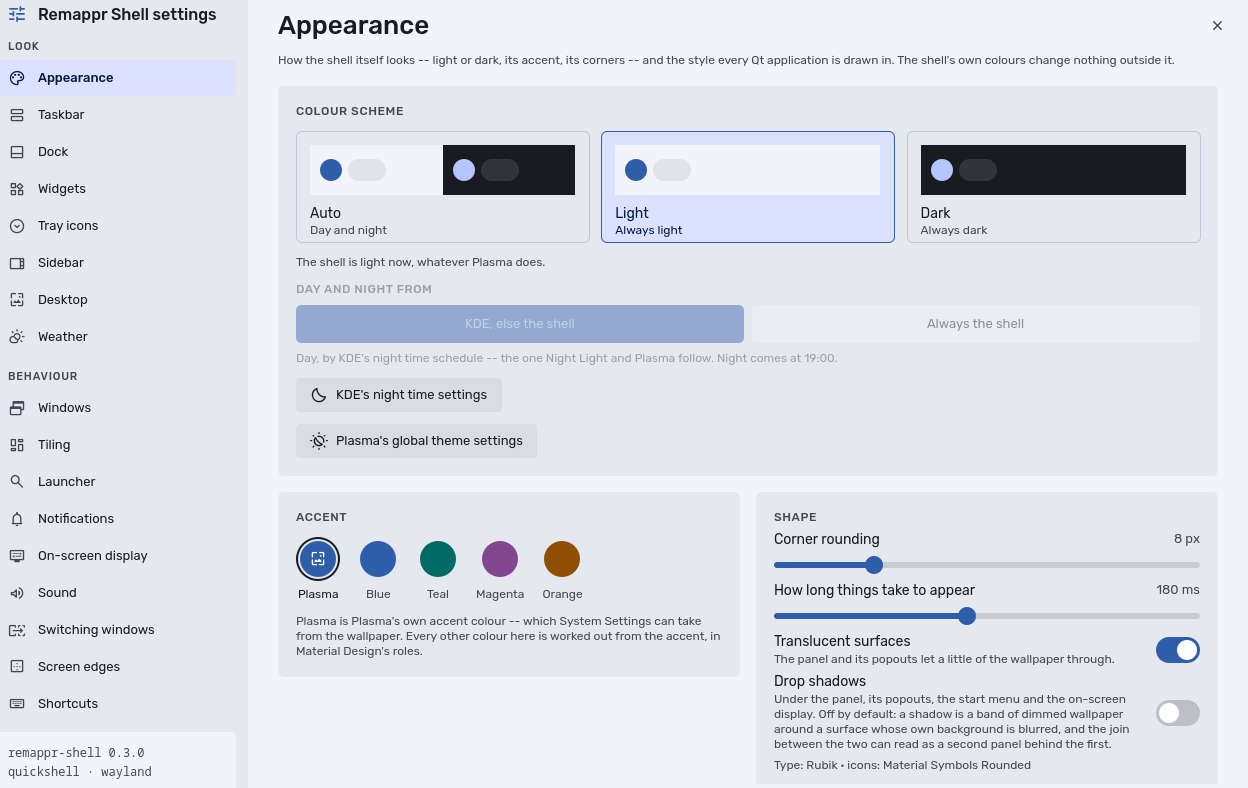 Remappr Shell settings
LOOK
Appearance
Taskbar
Dock
Widgets
Tray icons
Sidebar
Desktop
Weather
BEHAVIOUR
Windows
Tiling
Launcher
Notifications
On-screen display
Sound
Switching windows
Screen edges
Shortcuts
remappr-shell 0.3.0
quickshell · wayland
Appearance
How the shell itself looks -- light or dark, its accent, its corners -- and the style every Qt application is drawn in. The shell's own colours change nothing outside it.
COLOUR SCHEME
Auto
Day and night
Light
Always light
Dark
Always dark
The shell is light now, whatever Plasma does.
DAY AND NIGHT FROM
KDE, else the shell
Always the shell
Day, by KDE's night time schedule -- the one Night Light and Plasma follow. Night comes at 19:00.
KDE's night time settings
Plasma's global theme settings
ACCENT
Plasma
Blue
Teal
Magenta
Orange
Plasma is Plasma's own accent colour -- which System Settings can take
from the wallpaper. Every other colour here is worked out from the accent, in
Material Design's roles.
SHAPE
Corner rounding
8 px
How long things take to appear
180 ms
Translucent surfaces
The panel and its popouts let a little of the wallpaper through.
Drop shadows
Under the panel, its popouts, the start menu and the on-screen
display. Off by default: a shadow is a band of dimmed wallpaper
around a surface whose own background is blurred, and the join
between the two can read as a second panel behind the first.
Type: Rubik • icons: Material Symbols Rounded